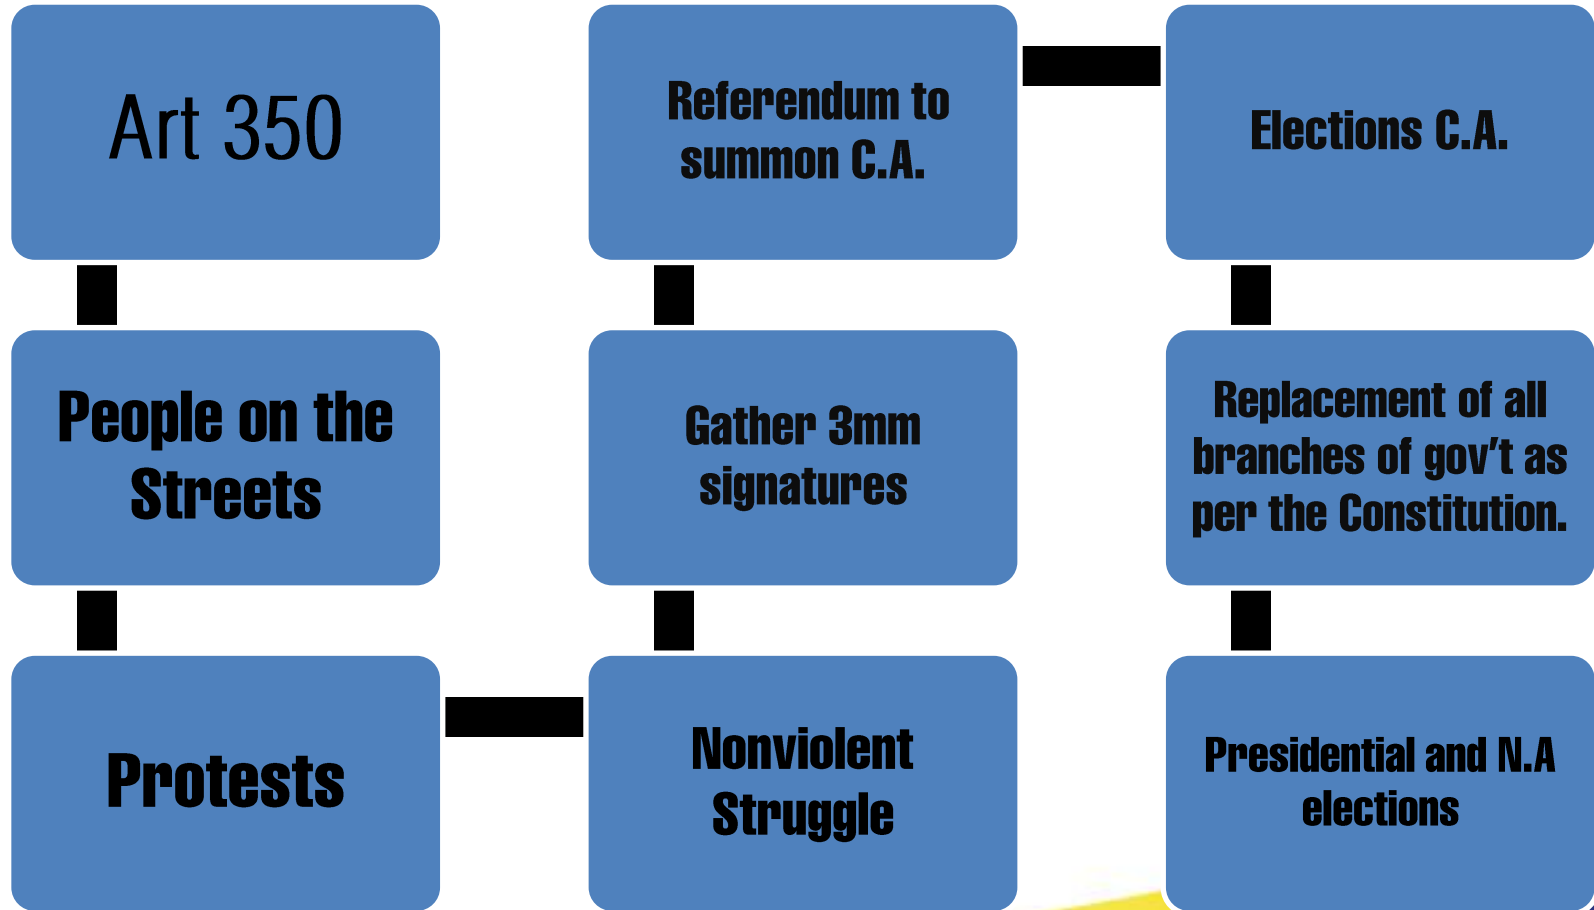 Art 350
People on the
Streets
Protests
Nonviolent
Struggle
Gather 3mm
signatures
Referendum to
summon C.A.
Elections C.A.
Replacement of all
branches of gov’t as
per the Constitution.
Presidential and N.A
elections